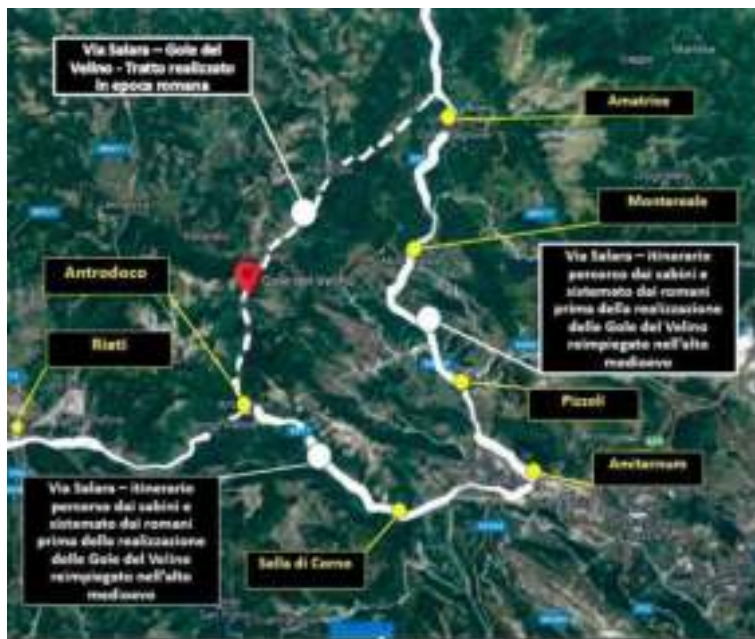 Via Salara – Gole del
Velino - Tratto realizzato
in epoca romana
Amatrice
Montereale
Antrodoco
Rieti
Via Salara – itinerario
percorso dai sabini e
sistemato dai romani
prima della realizzazione
delle Gole del Velino
reimpiegato nell'alto
medioevo
Gole del Velino
Pizzoli
Amiternum
Via Salara – itinerario
percorso dai sabini e
sistemato dai romani
prima della realizzazione
delle Gole del Velino
reimpiegato nell'alto
medioevo
Sella di Corno